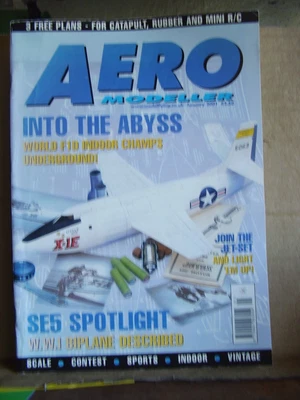 9 FREE PLANS - FOR CATAPULT, RUBBER AND MINI R/C
AERO
MODELLER
INTO THE ABYSS
WORLD F1D INDOOR CHAMPS
UNDERGROUND!
X-1E
JOIN THE
JET-SET
AND LIGHT
'EM UP!
SE5 SPOTLIGHT
W.W.I BIPLANE DESCRIBED
SCALE - CONTEST - SPORTS - INDOOR - VINTAGE